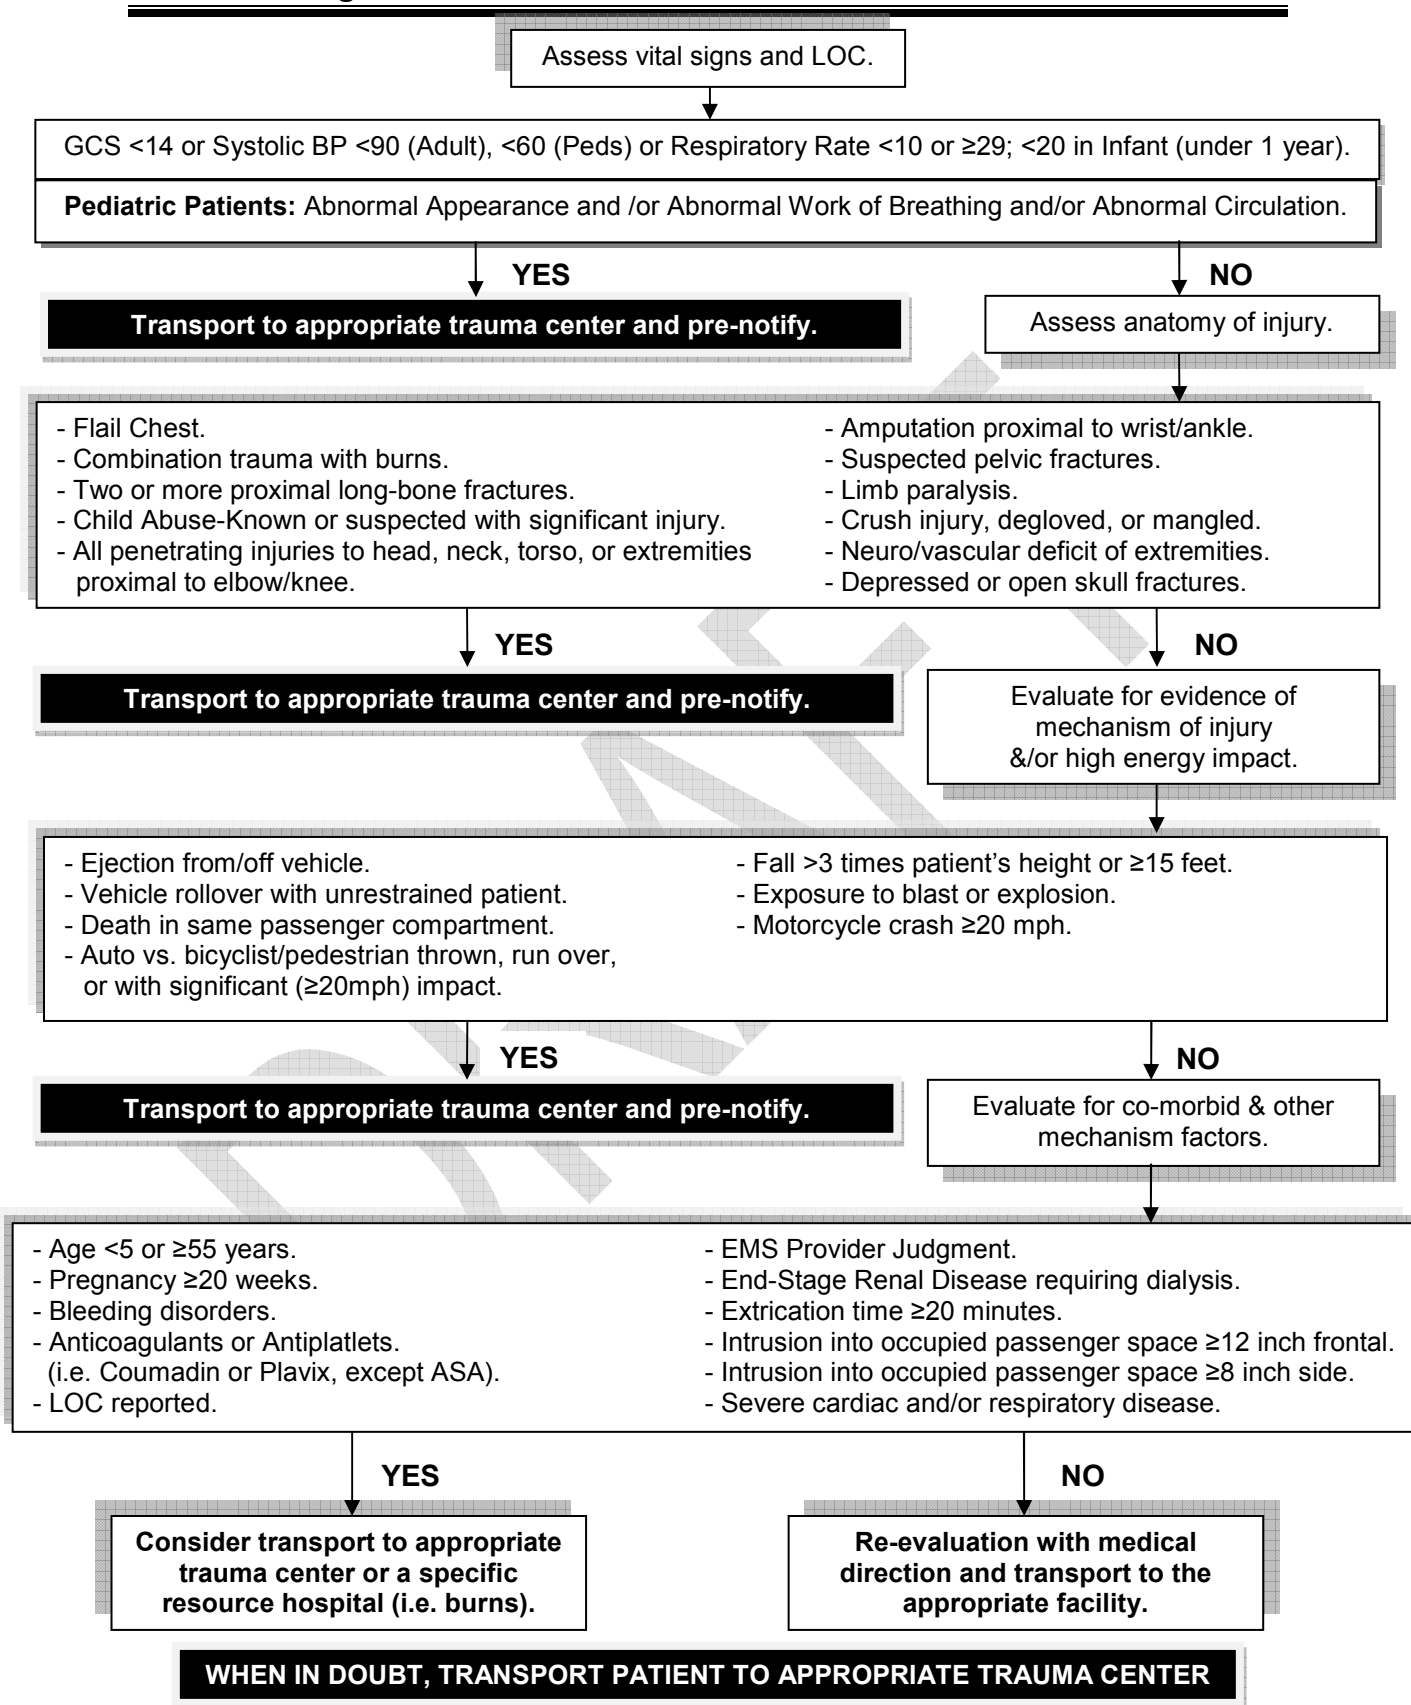 Assess vital signs and LOC.
GCS <14 or Systolic BP <90 (Adult), <60 (Peds) or Respiratory Rate <10 or ≥29; <20 in Infant (under 1 year).
Pediatric Patients: Abnormal Appearance and /or Abnormal Work of Breathing and/or Abnormal Circulation.
YES
NO
Transport to appropriate trauma center and pre-notify.
Assess anatomy of injury.
- Flail Chest.
- Combination trauma with burns.
- Two or more proximal long-bone fractures.
- Child Abuse-Known or suspected with significant injury.
- All penetrating injuries to head, neck, torso, or extremities
proximal to elbow/knee.
- Amputation proximal to wrist/ankle.
- Suspected pelvic fractures.
- Limb paralysis.
- Crush injury, degloved, or mangled.
- Neuro/vascular deficit of extremities.
- Depressed or open skull fractures.
YES
NO
Transport to appropriate trauma center and pre-notify.
Evaluate for evidence of
mechanism of injury
&/or high energy impact.
- Ejection from/off vehicle.
- Vehicle rollover with unrestrained patient.
- Death in same passenger compartment.
- Auto vs. bicyclist/pedestrian thrown, run over,
or with significant (≥20mph) impact.
- Fall >3 times patient's height or ≥15 feet.
- Exposure to blast or explosion.
- Motorcycle crash ≥20 mph.
YES
NO
Transport to appropriate trauma center and pre-notify.
Evaluate for co-morbid & other
mechanism factors.
- Age <5 or ≥55 years.
- Pregnancy ≥20 weeks.
- Bleeding disorders.
- Anticoagulants or Antiplatlets.
(i.e. Coumadin or Plavix, except ASA).
- LOC reported.
- EMS Provider Judgment.
- End-Stage Renal Disease requiring dialysis.
- Extrication time ≥20 minutes.
- Intrusion into occupied passenger space ≥12 inch frontal.
- Intrusion into occupied passenger space ≥8 inch side.
- Severe cardiac and/or respiratory disease.
YES
NO
Consider transport to appropriate
trauma center or a specific
resource hospital (i.e. burns).
Re-evaluation with medical
direction and transport to the
appropriate facility.
WHEN IN DOUBT, TRANSPORT PATIENT TO APPROPRIATE TRAUMA CENTER
DRAFT